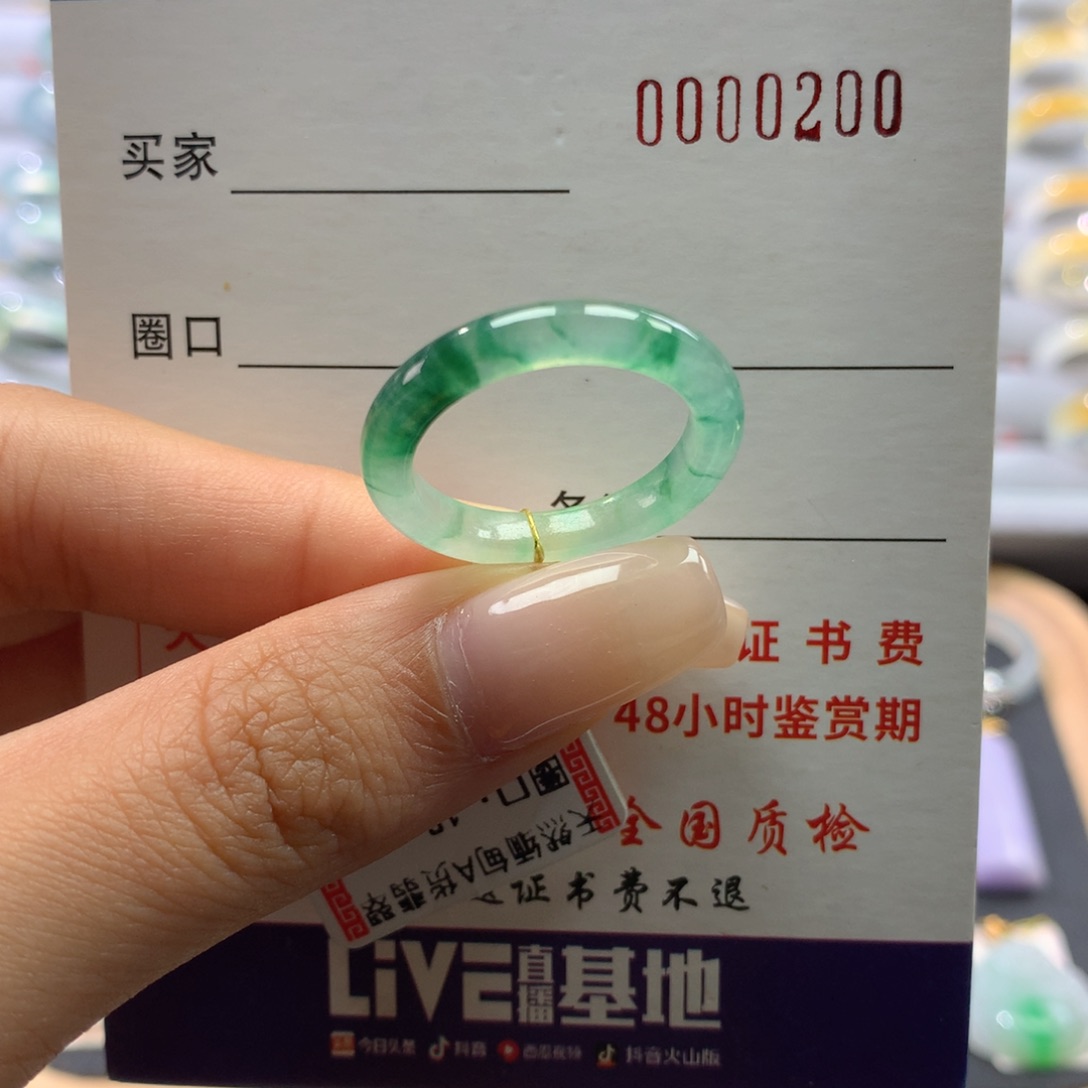 0000200
买家
圈口
证书费
48小时鉴赏期
全国质检
证书费不退
圈口:
天然缅甸A货翡翠
LiVE直播基地
今日头条 抖音 西瓜视频 抖音火山版